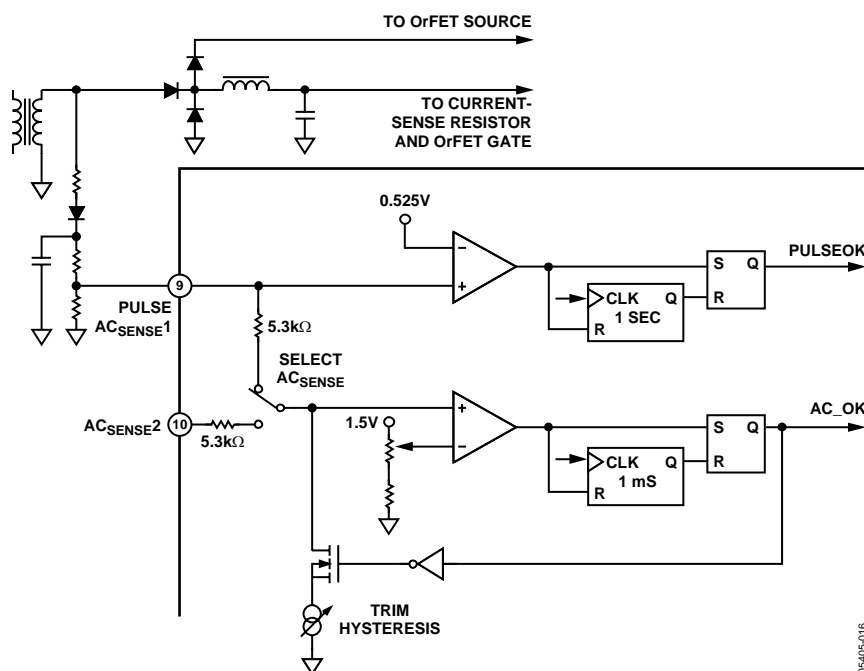 TO OrFET SOURCE
TO CURRENT-
SENSE RESISTOR
AND OrFET GATE
0.525V
PULSEOK
S Q
R
CLK Q
1 SEC
R
9
PULSE
ACSENSE1
5.3kΩ
SELECT
ACSENSE
10
ACSENSE2
5.3kΩ
1.5V
AC_OK
S Q
R
CLK Q
1 mS
R
TRIM
HYSTERESIS
05405-016